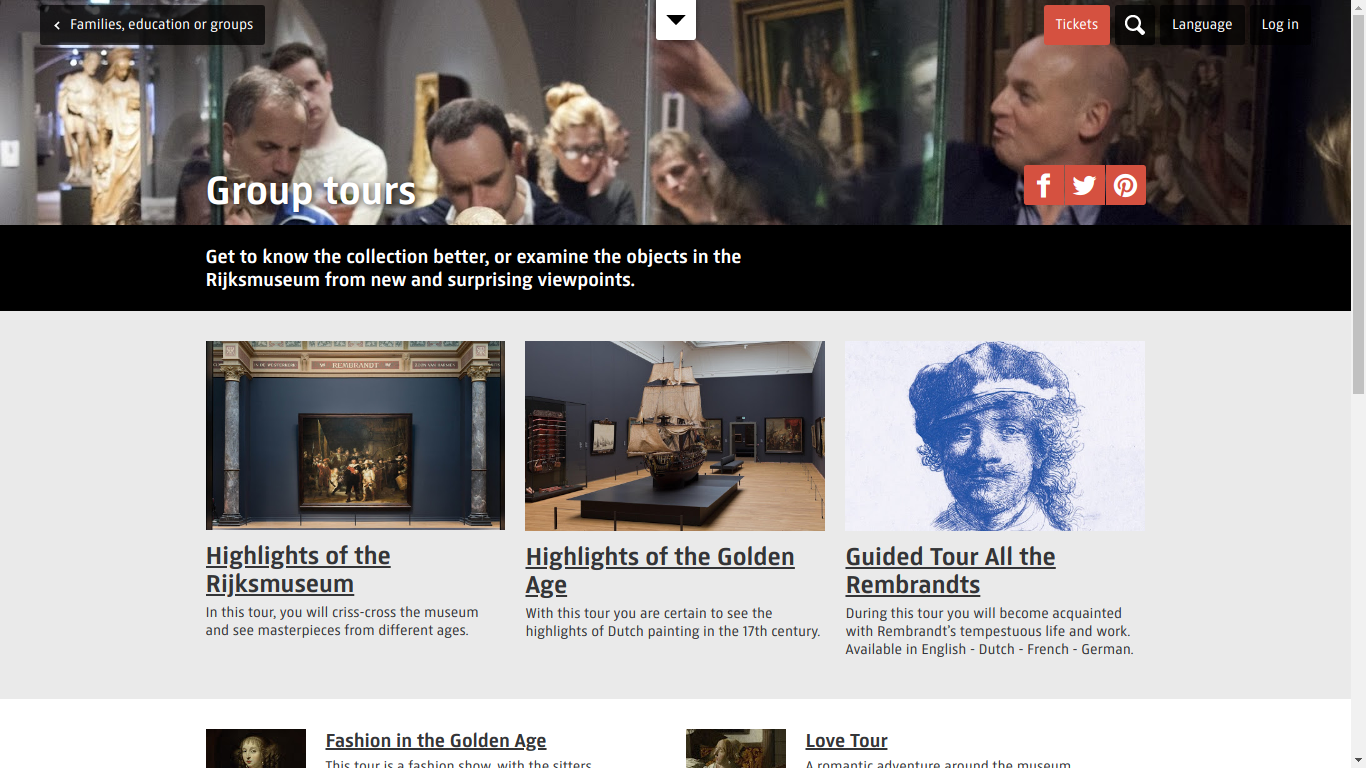 Families, education or groups
Tickets
Language
Log in
Group tours
Get to know the collection better, or examine the objects in the
Rijksmuseum from new and surprising viewpoints.
REMBRANDT
Highlights of the
Rijksmuseum
In this tour, you will criss-cross the museum
and see masterpieces from different ages.
Highlights of the Golden
Age
With this tour you are certain to see the
highlights of Dutch painting in the 17th century.
Guided Tour All the
Rembrandts
During this tour you will become acquainted
with Rembrandt's tempestuous life and work.
Available in English - Dutch - French - German.
Fashion in the Golden Age
This tour is a fashion show, with the sitters
Love Tour
A romantic adventure around the museum